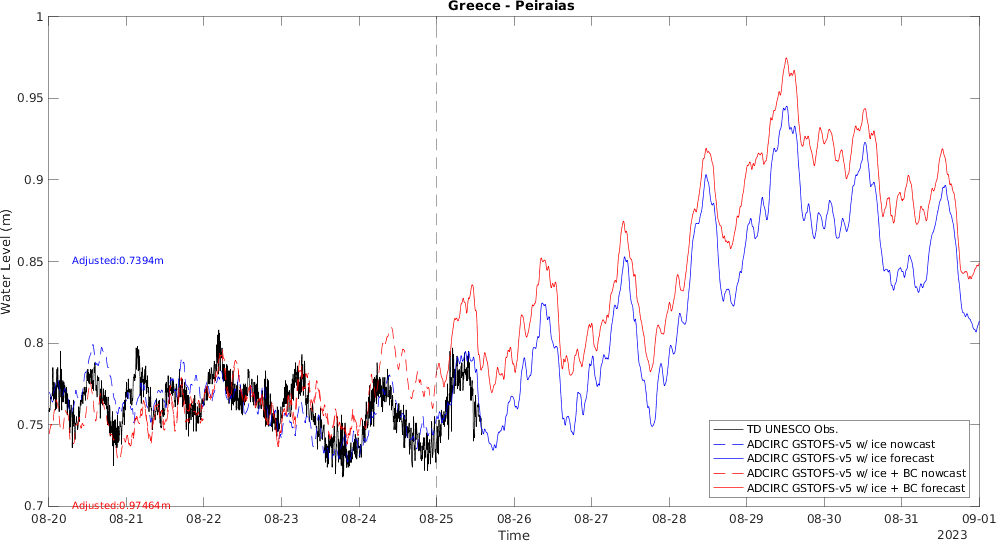 Greece - Peiraias
1
0.95
0.9
0.85
0.8
0.75
0.7
Water Level (m)
Adjusted:0.7394m
Adjusted:0.97464m
TD UNESCO Obs.
ADCIRC GSTOFS-v5 w/ ice nowcast
ADCIRC GSTOFS-v5 w/ ice forecast
ADCIRC GSTOFS-v5 w/ ice + BC nowcast
ADCIRC GSTOFS-v5 w/ ice + BC forecast
08-20 08-21 08-22 08-23 08-24 08-25 08-26 08-27 08-28 08-29 08-30 08-31 09-01
Time
2023